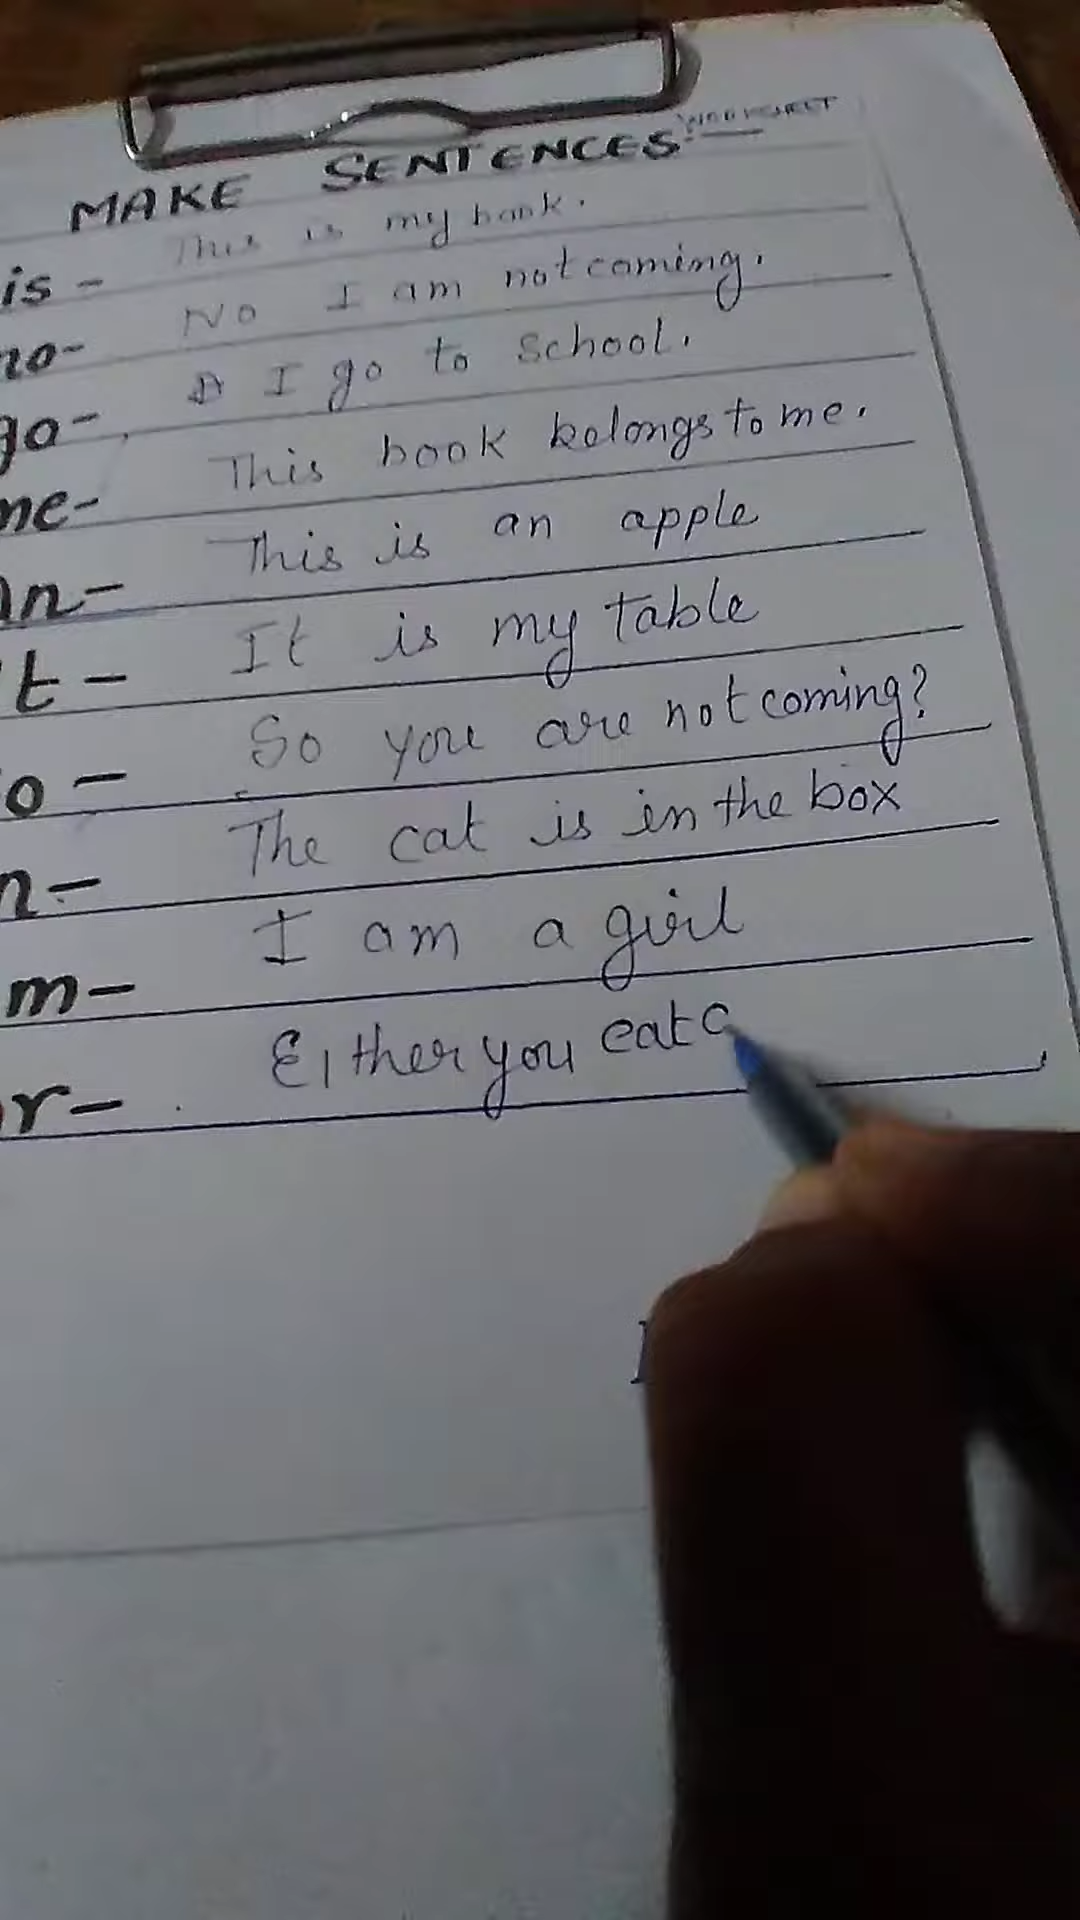 WORKSHEET
MAKE SENTENCES:—
is - This is my book.
no- No I am not coming.
go- I go to school.
me- This book belongs to me.
an- This is an apple
it - It is my table
so - So you are not coming?
in- The cat is in the box
am- I am a girl
or- Either you eat o